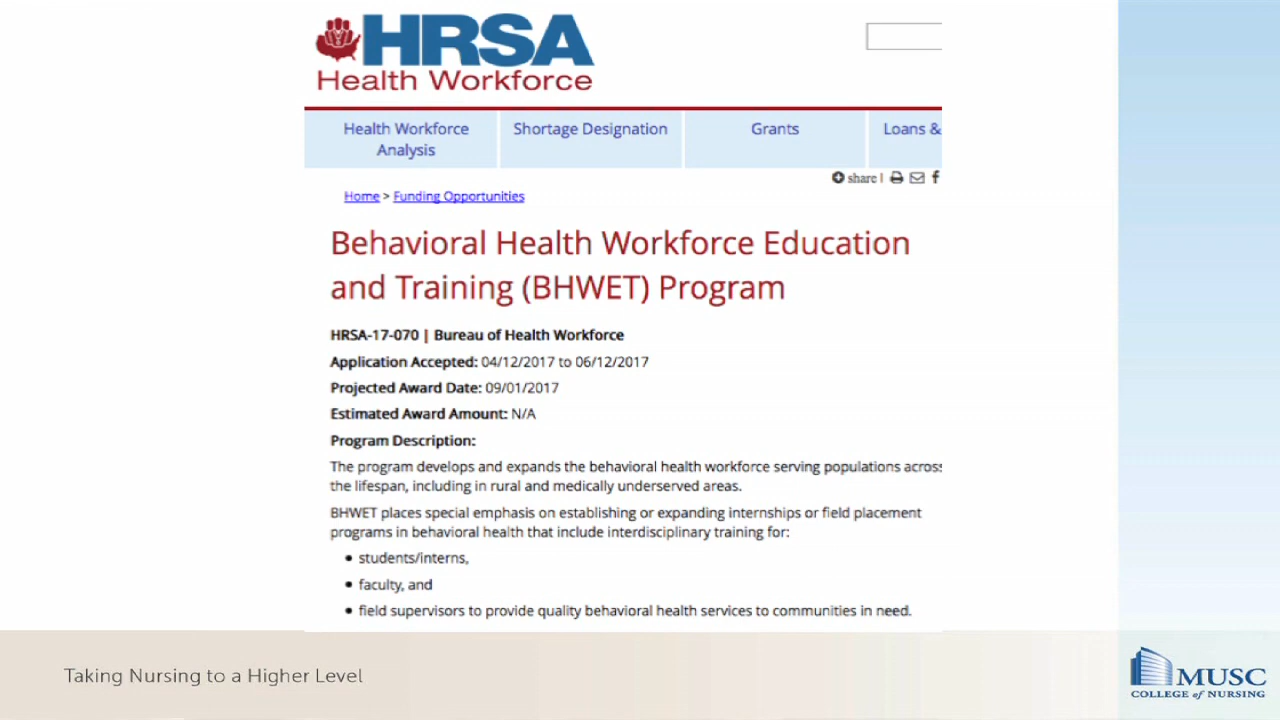 HRSA
Health Workforce
Health Workforce
Analysis
Shortage Designation
Grants
Loans &
share
Home > Funding Opportunities
Behavioral Health Workforce Education
and Training (BHWET) Program
HRSA-17-070 | Bureau of Health Workforce
Application Accepted: 04/12/2017 to 06/12/2017
Projected Award Date: 09/01/2017
Estimated Award Amount: N/A
Program Description:
The program develops and expands the behavioral health workforce serving populations across
the lifespan, including in rural and medically underserved areas.
BHWET places special emphasis on establishing or expanding internships or field placement
programs in behavioral health that include interdisciplinary training for:
• students/interns,
• faculty, and
• field supervisors to provide quality behavioral health services to communities in need.
Taking Nursing to a Higher Level
MUSC
COLLEGE of NURSING